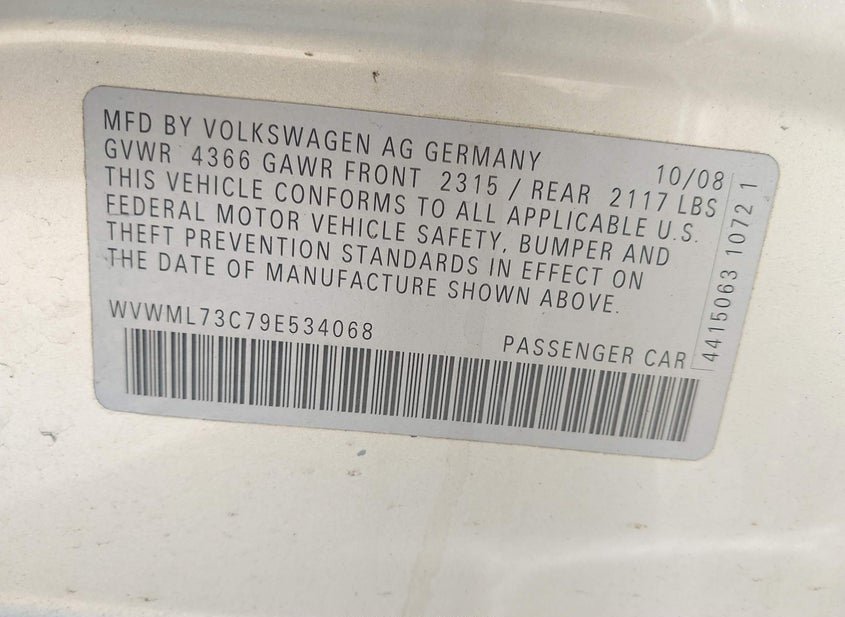 MFD BY VOLKSWAGEN AG GERMANY 10/08
GVWR 4366 GAWR FRONT 2315 / REAR 2117 LBS
THIS VEHICLE CONFORMS TO ALL APPLICABLE U.S.
FEDERAL MOTOR VEHICLE SAFETY, BUMPER AND
THEFT PREVENTION STANDARDS IN EFFECT ON
THE DATE OF MANUFACTURE SHOWN ABOVE.
WVWML73C79E534068 PASSENGER CAR
4415063 10721